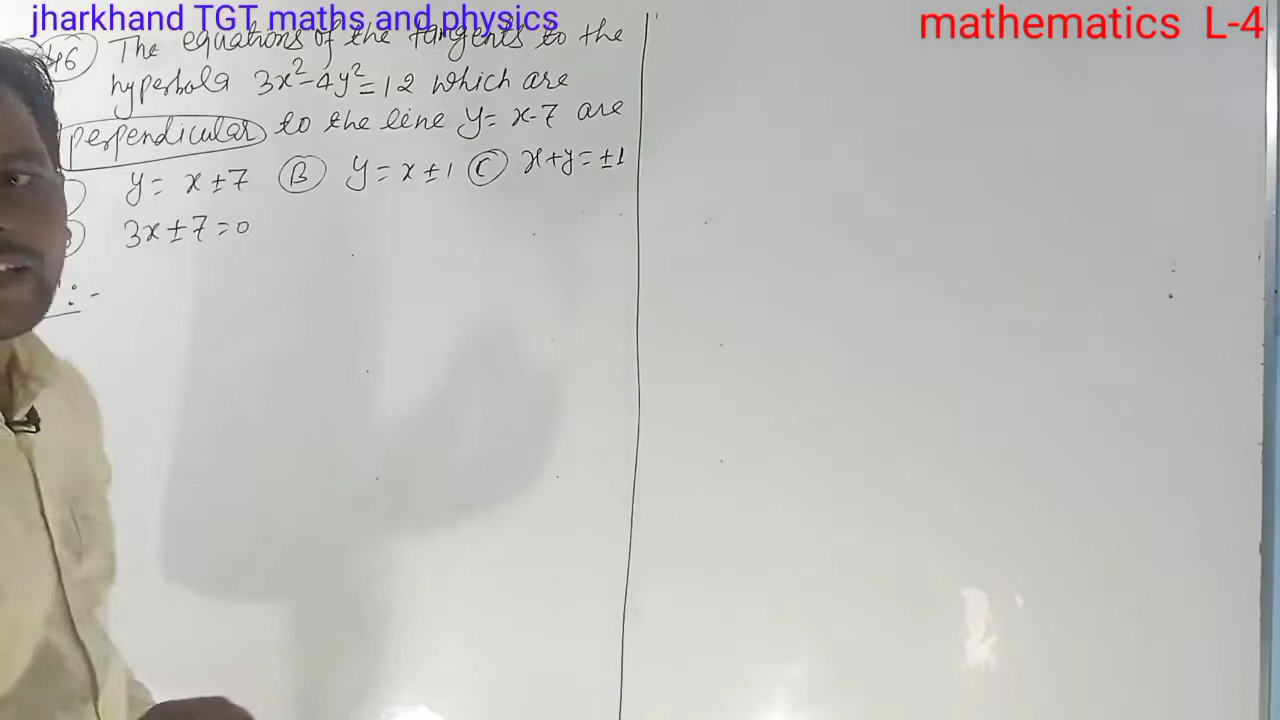 jharkhand TGT maths and physics
mathematics L-4
46 The equations of the tangents to the
hyperbola 3x²-4y²=12 which are
perpendicular to the line y= x-7 are
y= x±7 (B) y=x±1 (C) x+y=±1
3x±7=0
:-